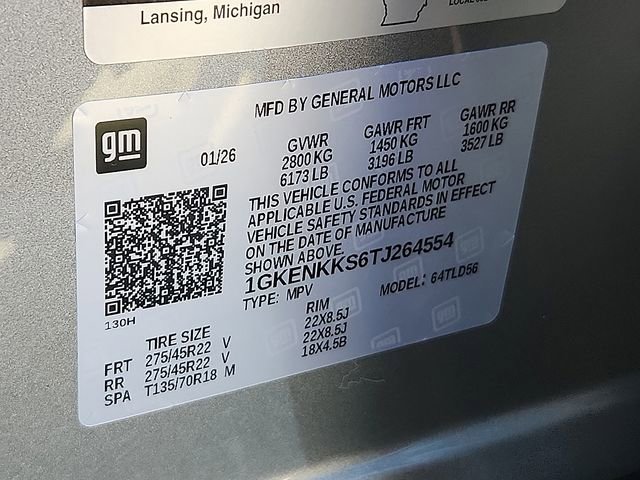 Lansing, Michigan
MFD BY GENERAL MOTORS LLC
gm
01/26
GVWR
2800 KG
6173 LB
GAWR FRT
1450 KG
3196 LB
GAWR RR
1600 KG
3527 LB
THIS VEHICLE CONFORMS TO ALL
APPLICABLE U.S. FEDERAL MOTOR
VEHICLE SAFETY STANDARDS IN EFFECT
ON THE DATE OF MANUFACTURE
SHOWN ABOVE.
1GKENKKS6TJ264554
TYPE: MPV MODEL: 64TLD56
130H
TIRE SIZE RIM
FRT 275/45R22 V 22X8.5J
RR 275/45R22 V 22X8.5J
SPA T135/70R18 M 18X4.5B